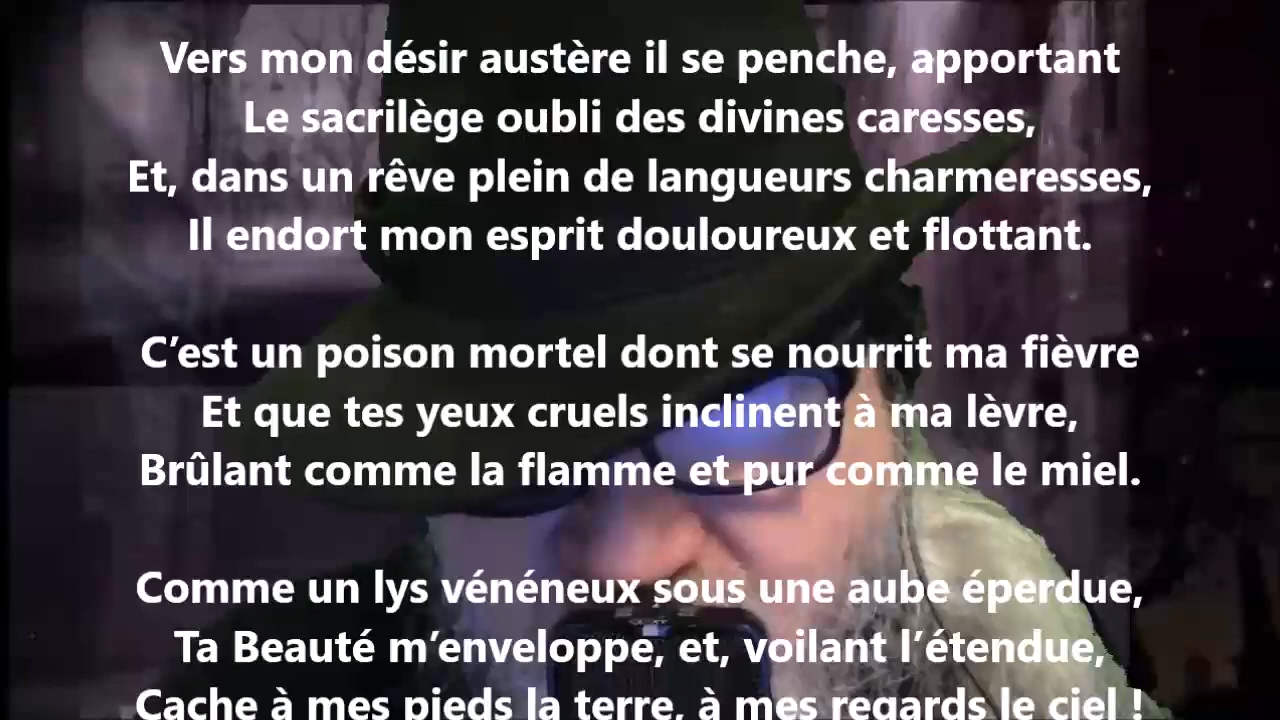 Vers mon désir austère il se penche, apportant
Le sacrilège oubli des divines caresses,
Et, dans un rêve plein de langueurs charmeresses,
Il endort mon esprit douloureux et flottant.
C’est un poison mortel dont se nourrit ma fièvre
Et que tes yeux cruels inclinent à ma lèvre,
Brûlant comme la flamme et pur comme le miel.
Comme un lys vénéneux sous une aube éperdue,
Ta Beauté m’enveloppe, et, voilant l’étendue,
Cache à mes pieds la terre, à mes regards le ciel !